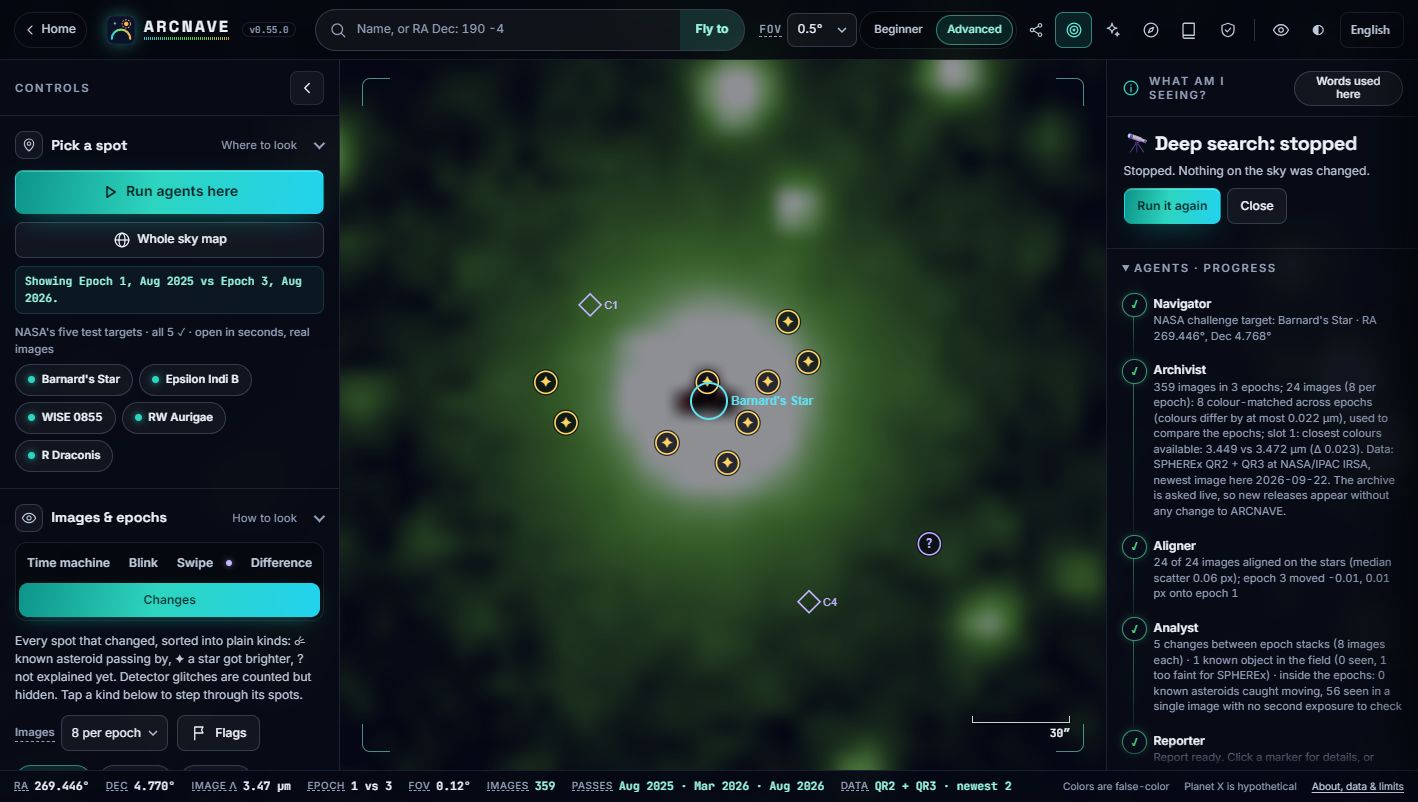 Home
ARCNAVE
v0.55.0
Name, or RA Dec: 190 -4
Fly to
FOV
0.5°
Beginner
Advanced
English
CONTROLS
Pick a spot
Where to look
Run agents here
Whole sky map
Showing Epoch 1, Aug 2025 vs Epoch 3, Aug
2026.
NASA's five test targets · all 5 ✓ · open in seconds, real
images
Barnard's Star
Epsilon Indi B
WISE 0855
RW Aurigae
R Draconis
Images & epochs
How to look
Time machine
Blink
Swipe
Difference
Changes
Every spot that changed, sorted into plain kinds: ☄
known asteroid passing by, ✦ a star got brighter, ?
not explained yet. Detector glitches are counted but
hidden. Tap a kind below to step through its spots.
Images
8 per epoch
Flags
C1
Barnard's Star
?
C4
30″
WHAT AM I
SEEING?
Words used
here
Deep search: stopped
Stopped. Nothing on the sky was changed.
Run it again
Close
▼ AGENTS · PROGRESS
Navigator
NASA challenge target: Barnard's Star · RA
269.446°, Dec 4.768°
Archivist
359 images in 3 epochs; 24 images (8 per
epoch): 8 colour-matched across epochs
(colours differ by at most 0.022 µm), used to
compare the epochs; slot 1: closest colours
available: 3.449 vs 3.472 µm (Δ 0.023). Data:
SPHEREx QR2 + QR3 at NASA/IPAC IRSA,
newest image here 2026-09-22. The archive
is asked live, so new releases appear without
any change to ARCNAVE.
Aligner
24 of 24 images aligned on the stars (median
scatter 0.06 px); epoch 3 moved -0.01, 0.01
px onto epoch 1
Analyst
5 changes between epoch stacks (8 images
each) · 1 known object in the field (0 seen, 1
too faint for SPHEREx) · inside the epochs: 0
known asteroids caught moving, 56 seen in a
single image with no second exposure to check
Reporter
Report ready. Click a marker for details, or
RA 269.446°
DEC 4.770°
IMAGE Λ 3.47 µm
EPOCH 1 vs 3
FOV 0.12°
IMAGES 359
PASSES Aug 2025 · Mar 2026 · Aug 2026
DATA QR2 + QR3 · newest 2
Colors are false-color
Planet X is hypothetical
About, data & limits